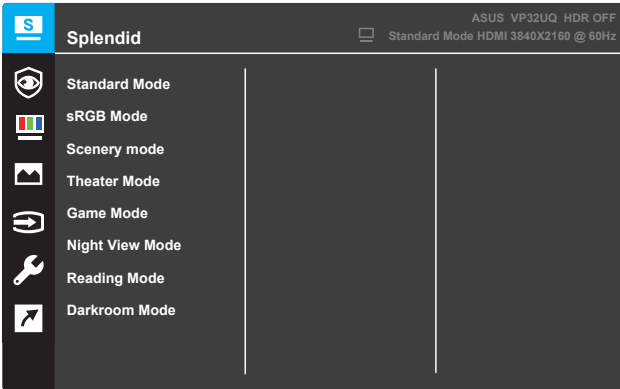 S
Splendid
ASUS VP32UQ HDR OFF
Standard Mode HDMI 3840X2160 @ 60Hz
Standard Mode
sRGB Mode
Scenery mode
Theater Mode
Game Mode
Night View Mode
Reading Mode
Darkroom Mode